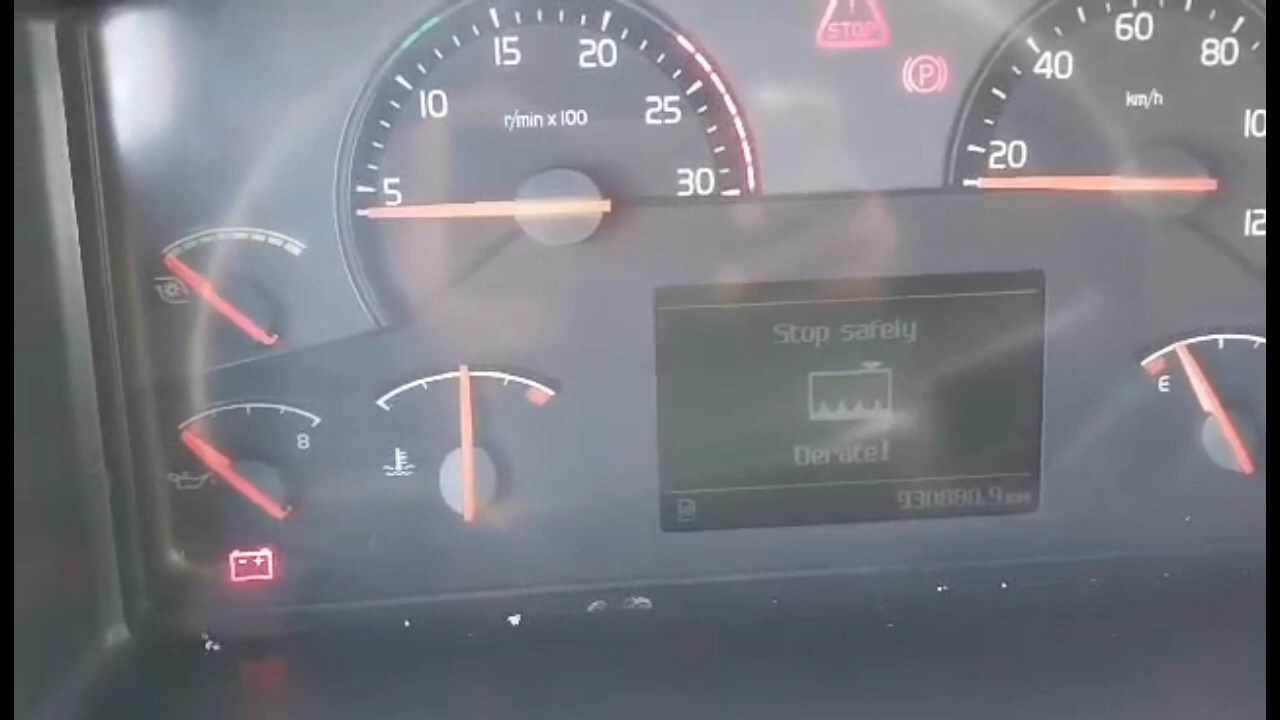 15 20
60
10 25
40 80
r/min x 100
km/h
STOP
P
5 30
20
Stop safely
8
E
Derate!
930880.9 km
- +